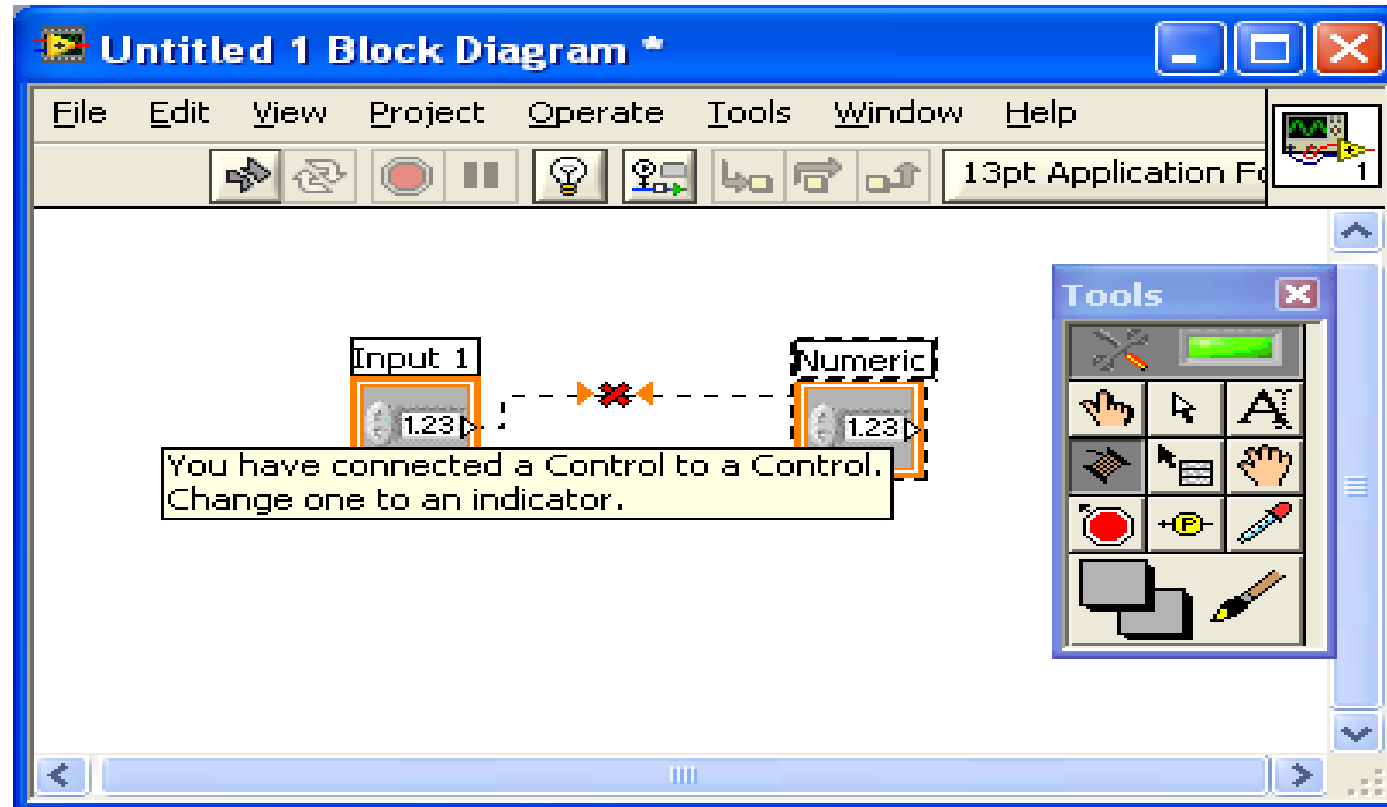 Untitled 1 Block Diagram *
File Edit View Project Operate Tools Window Help
13pt Application Fo
1
Tools
Input 1
Numeric
1.23
1.23
You have connected a Control to a Control.
Change one to an indicator.
A
P